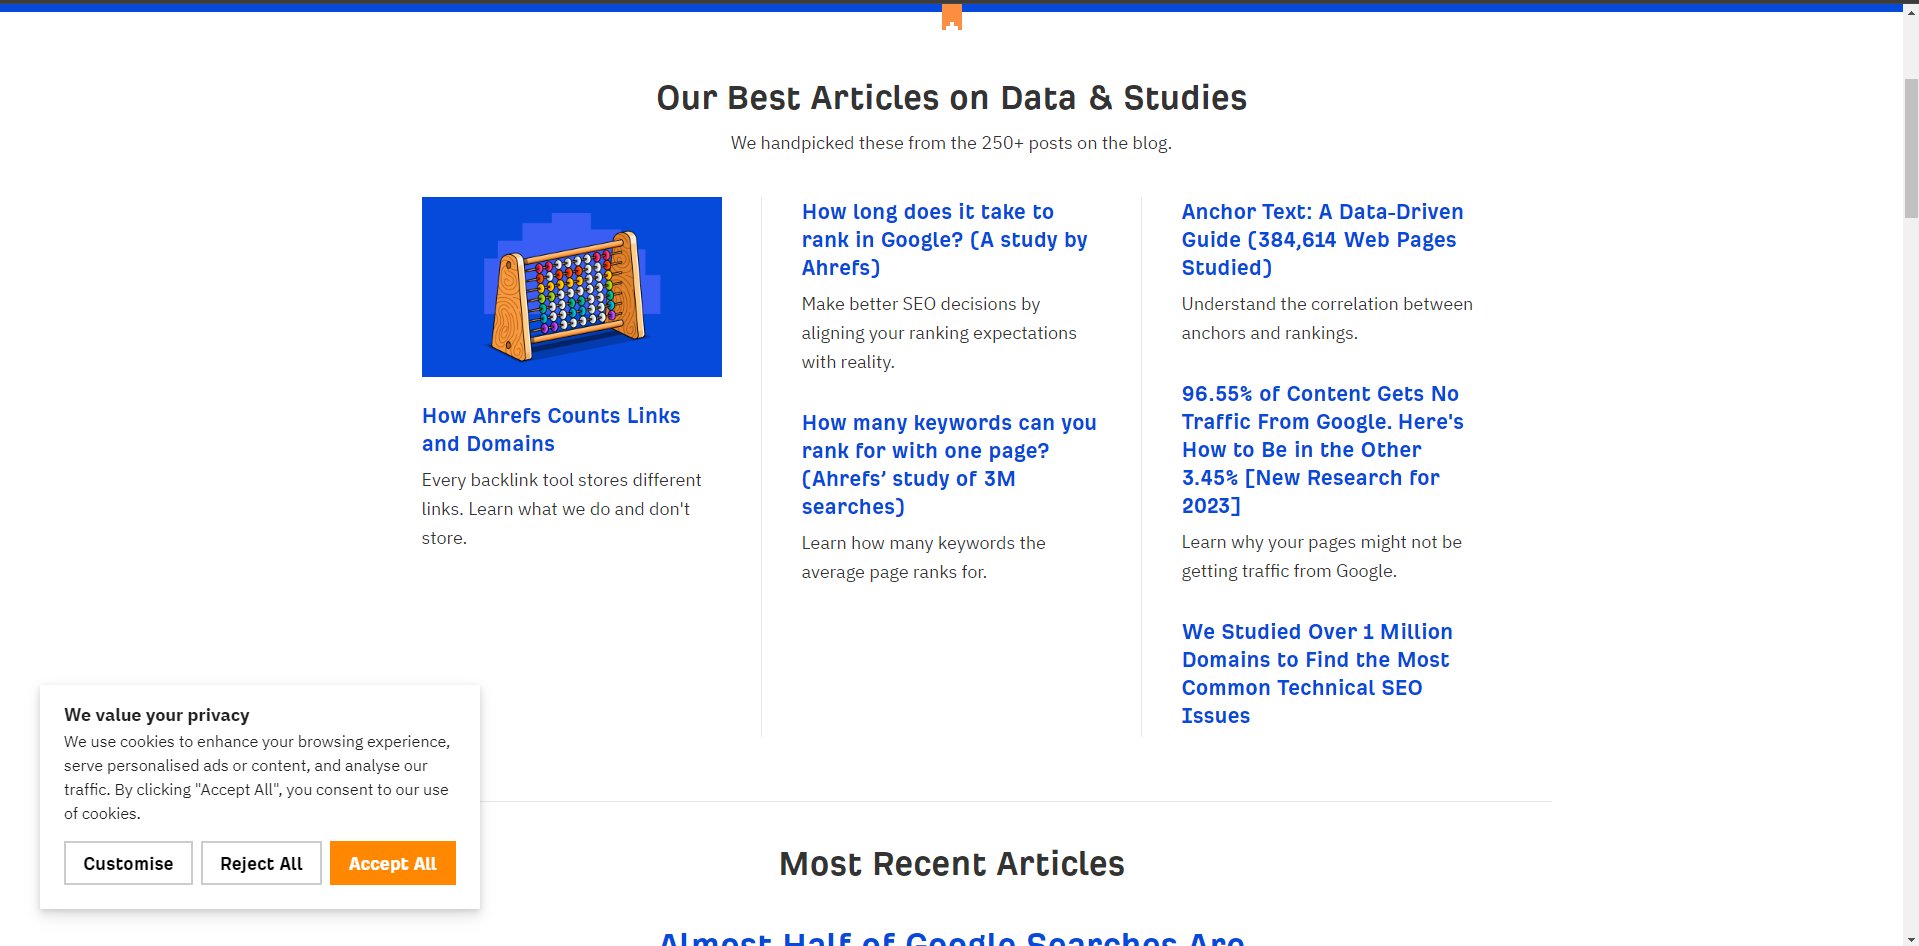 Our Best Articles on Data & Studies
We handpicked these from the 250+ posts on the blog.
How Ahrefs Counts Links
and Domains
Every backlink tool stores different
links. Learn what we do and don't
store.
How long does it take to
rank in Google? (A study by
Ahrefs)
Make better SEO decisions by
aligning your ranking expectations
with reality.
How many keywords can you
rank for with one page?
(Ahrefs’ study of 3M
searches)
Learn how many keywords the
average page ranks for.
Anchor Text: A Data-Driven
Guide (384,614 Web Pages
Studied)
Understand the correlation between
anchors and rankings.
96.55% of Content Gets No
Traffic From Google. Here's
How to Be in the Other
3.45% [New Research for
2023]
Learn why your pages might not be
getting traffic from Google.
We Studied Over 1 Million
Domains to Find the Most
Common Technical SEO
Issues
We value your privacy
We use cookies to enhance your browsing experience,
serve personalised ads or content, and analyse our
traffic. By clicking "Accept All", you consent to our use
of cookies.
Customise Reject All Accept All
Most Recent Articles
Almost Half of Google Searches Are